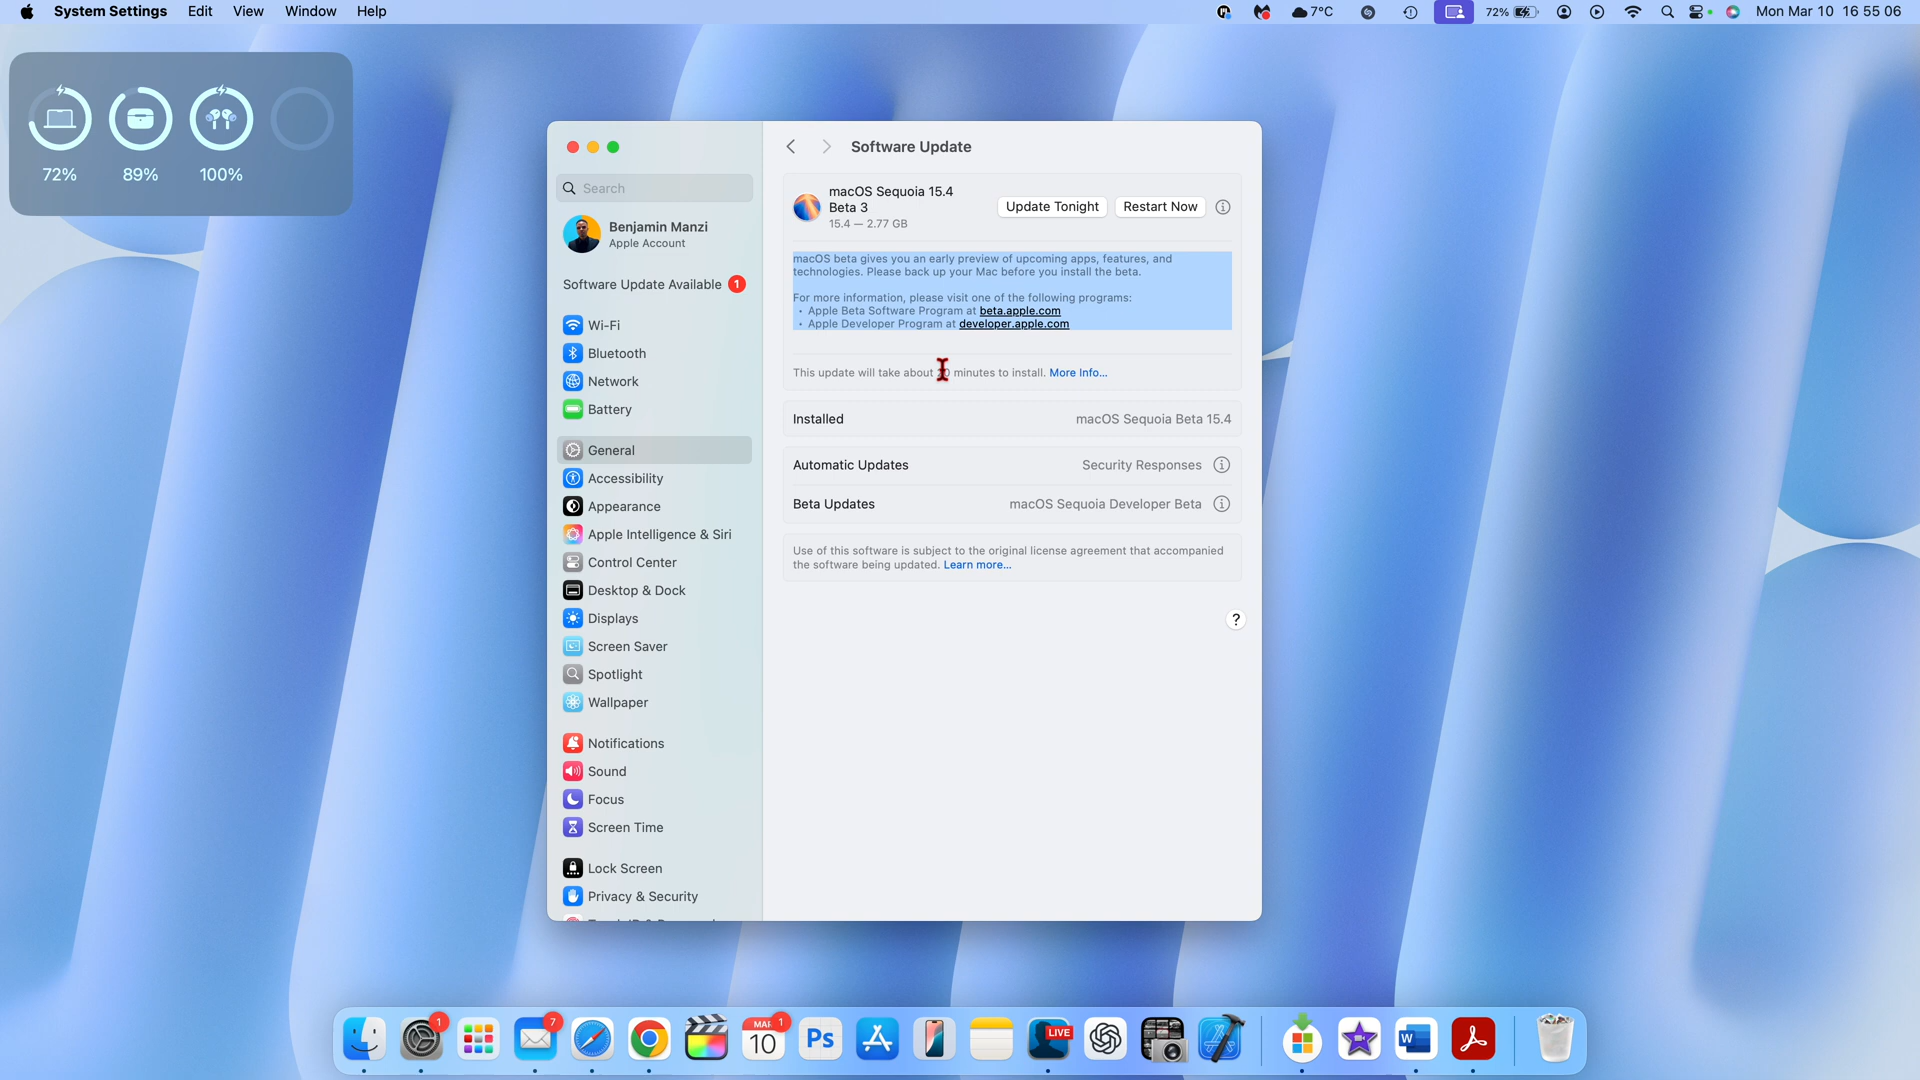 System Settings Edit View Window Help
72% Mon Mar 10 16 55 06
7°C
72% 89% 100%
Software Update
Search
Benjamin Manzi
Apple Account
Software Update Available 1
Wi-Fi
Bluetooth
Network
Battery
General
Accessibility
Appearance
Apple Intelligence & Siri
Control Center
Desktop & Dock
Displays
Screen Saver
Spotlight
Wallpaper
Notifications
Sound
Focus
Screen Time
Lock Screen
Privacy & Security
macOS Sequoia 15.4
Beta 3
15.4 — 2.77 GB
Update Tonight Restart Now
macOS beta gives you an early preview of upcoming apps, features, and
technologies. Please back up your Mac before you install the beta.
For more information, please visit one of the following programs:
• Apple Beta Software Program at beta.apple.com
• Apple Developer Program at developer.apple.com
This update will take about minutes to install. More Info...
Installed macOS Sequoia Beta 15.4
Automatic Updates Security Responses
Beta Updates macOS Sequoia Developer Beta
Use of this software is subject to the original license agreement that accompanied
the software being updated. Learn more...
?
1 7 MAR 1 10 Ps LIVE W